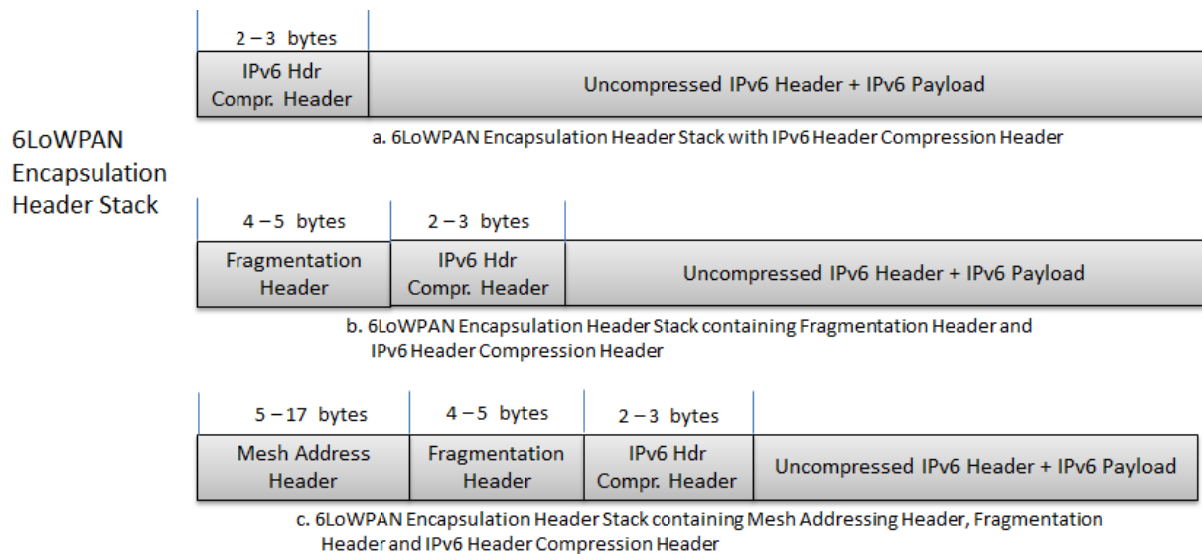 6LoWPAN
Encapsulation
Header Stack
2 – 3 bytes
IPv6 Hdr
Compr. Header
Uncompressed IPv6 Header + IPv6 Payload
a. 6LoWPAN Encapsulation Header Stack with IPv6 Header Compression Header
4 – 5 bytes
2 – 3 bytes
Fragmentation
Header
IPv6 Hdr
Compr. Header
Uncompressed IPv6 Header + IPv6 Payload
b. 6LoWPAN Encapsulation Header Stack containing Fragmentation Header and
IPv6 Header Compression Header
5 – 17 bytes
4 – 5 bytes
2 – 3 bytes
Mesh Address
Header
Fragmentation
Header
IPv6 Hdr
Compr. Header
Uncompressed IPv6 Header + IPv6 Payload
c. 6LoWPAN Encapsulation Header Stack containing Mesh Addressing Header, Fragmentation
Header and IPv6 Header Compression Header